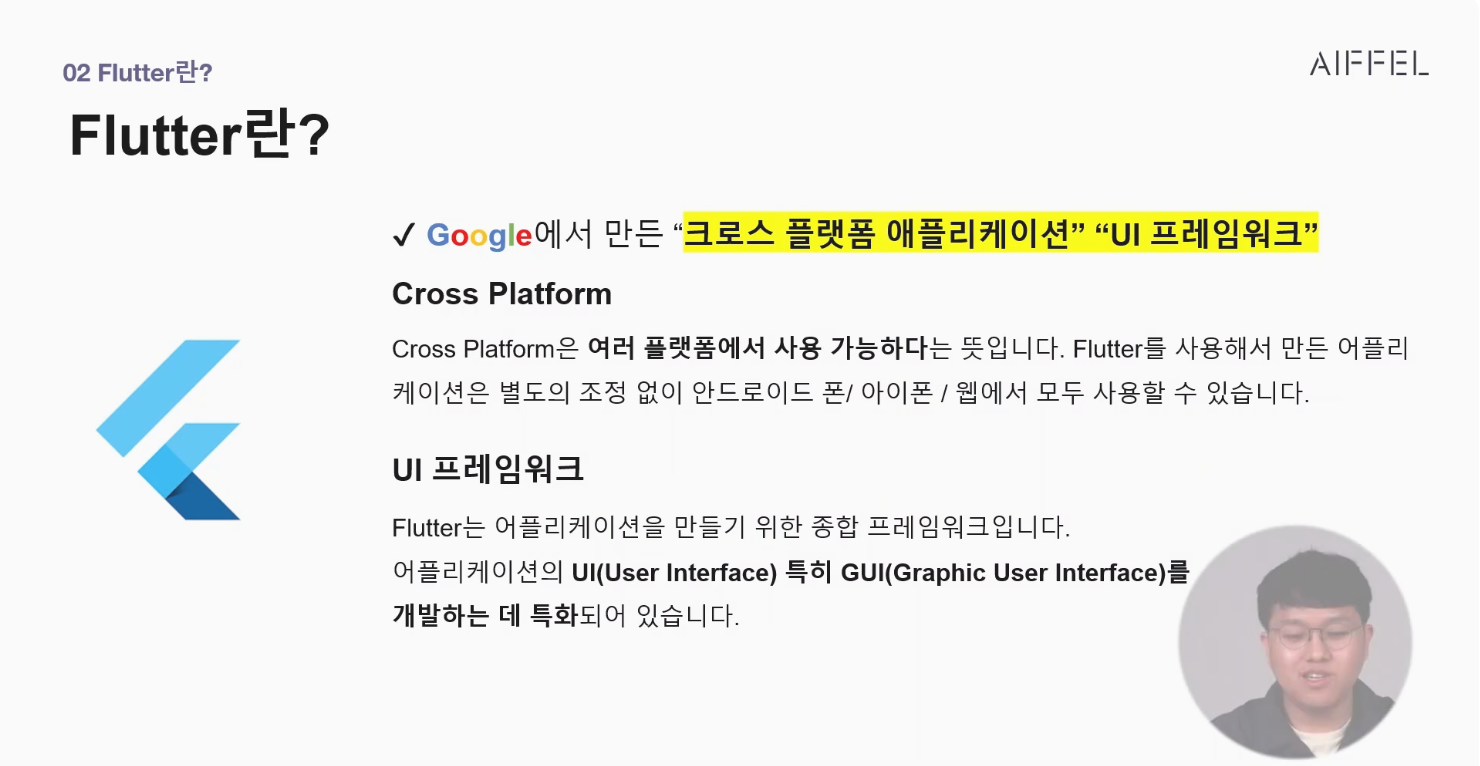 02 Flutter란?
AIFFEL
Flutter란?
✓ Google에서 만든 “크로스 플랫폼 애플리케이션” “UI 프레임워크”
Cross Platform
Cross Platform은 여러 플랫폼에서 사용 가능하다는 뜻입니다. Flutter를 사용해서 만든 어플리
케이션은 별도의 조정 없이 안드로이드 폰/ 아이폰 / 웹에서 모두 사용할 수 있습니다.
UI 프레임워크
Flutter는 어플리케이션을 만들기 위한 종합 프레임워크입니다.
어플리케이션의 UI(User Interface) 특히 GUI(Graphic User Interface)를
개발하는 데 특화되어 있습니다.